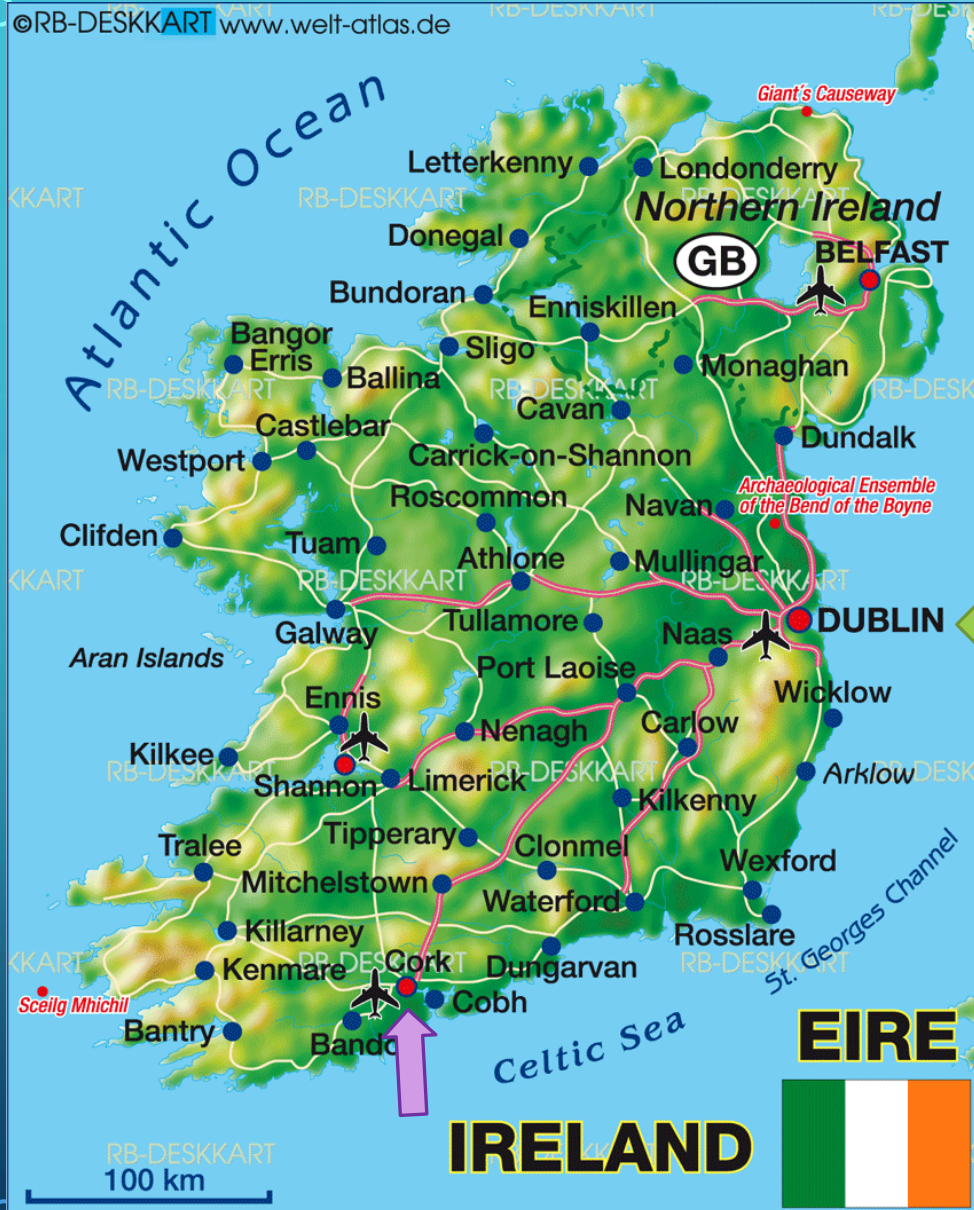 ©RB-DESKKART www.welt-atlas.de
Giant's Causeway
Atlantic Ocean
Letterkenny
Londonderry
Northern Ireland
Donegal
GB
BELFAST
Bundoran
Enniskillen
Bangor
Erris
Sligo
Ballina
Monaghan
Cavan
Castlebar
Dundalk
Westport
Carrick-on-Shannon
Archaeological Ensemble
of the Bend of the Boyne
Roscommon
Navan
Clifden
Tuam
Athlone
Mullingar
Galway
Tullamore
DUBLIN
Naas
Aran Islands
Port Laoise
Ennis
Wicklow
Nenagh
Carlow
Kilkee
Shannon
Limerick
Arklow
Kilkenny
Tipperary
Tralee
Clonmel
Wexford
Mitchelstown
Waterford
St. Georges Channel
Killarney
Rosslare
Kenmare
Cork
Dungarvan
Sceilg Mhichil
Cobh
Bantry
Celtic Sea
EIRE
IRELAND
RB-DESKKART
100 km